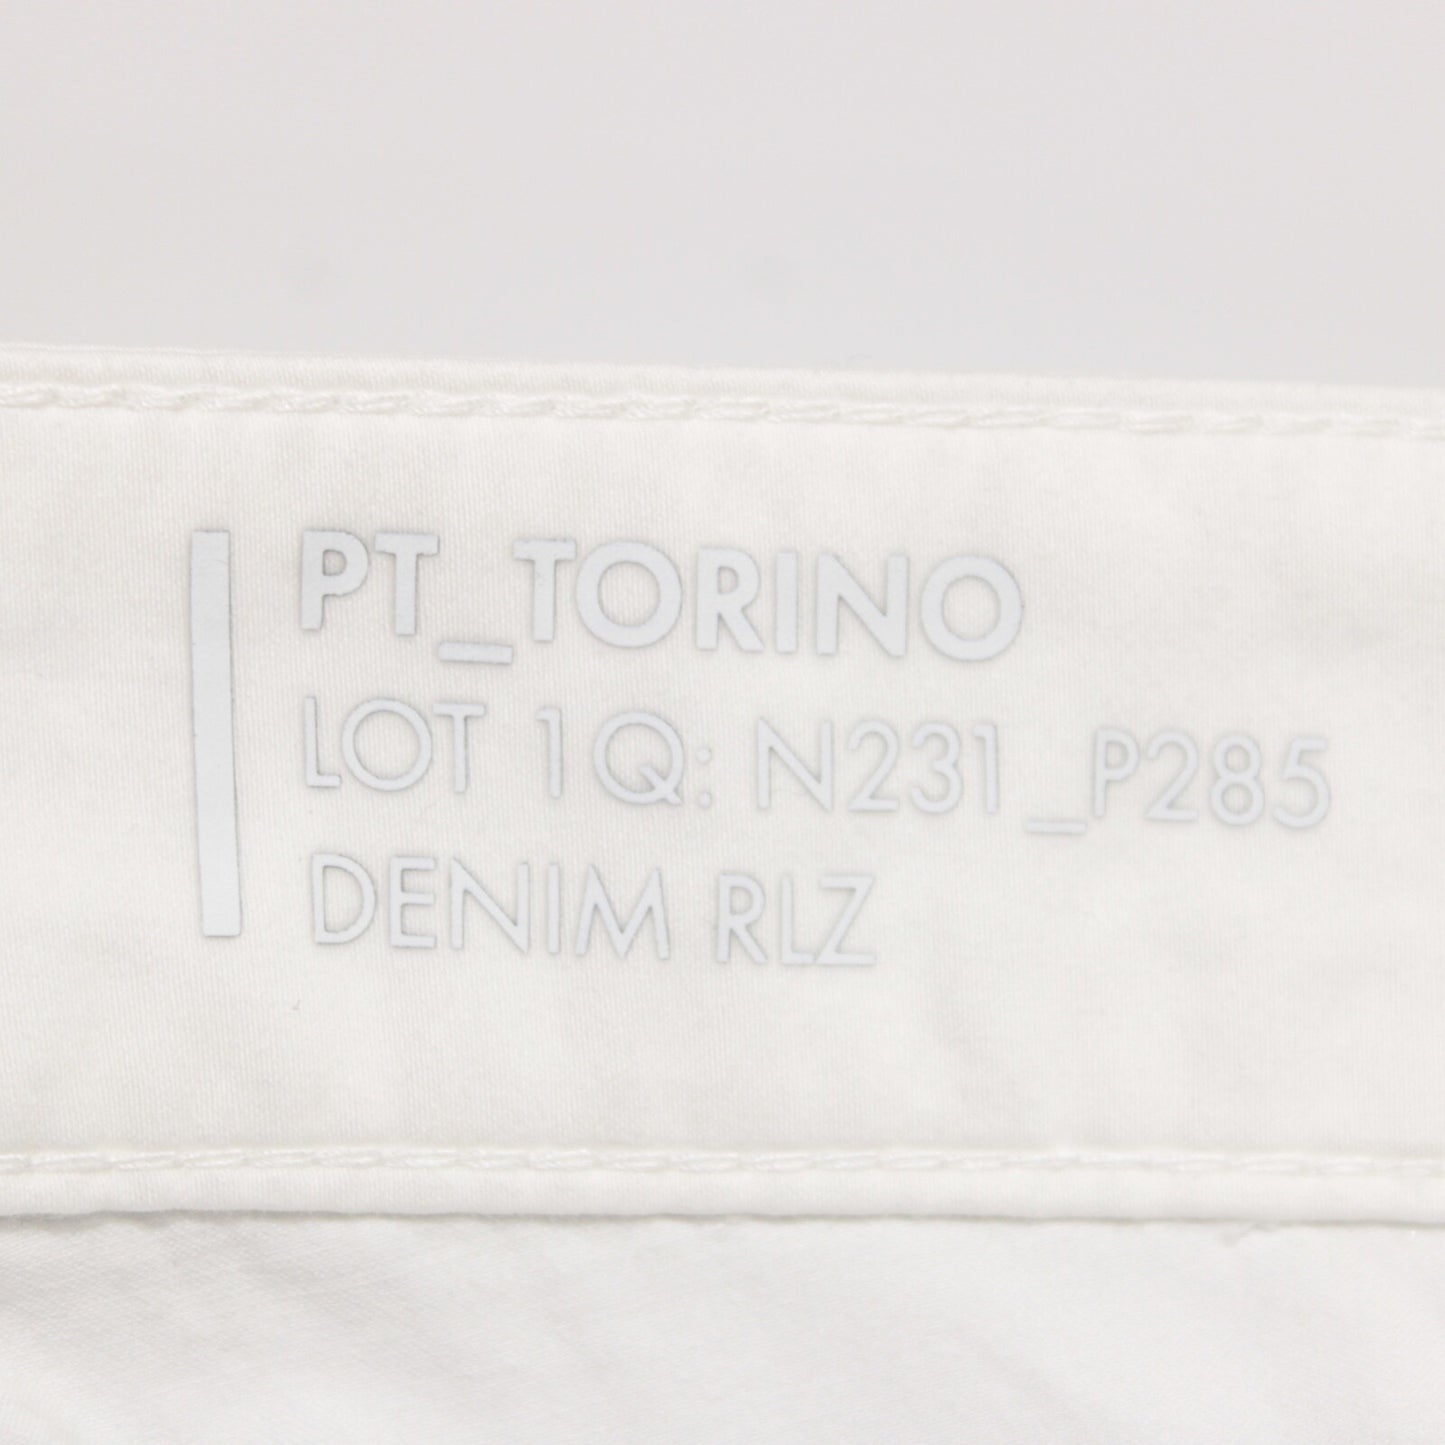 PT_TORINO
LOT 1Q: N231_P285
DENIM RLZ